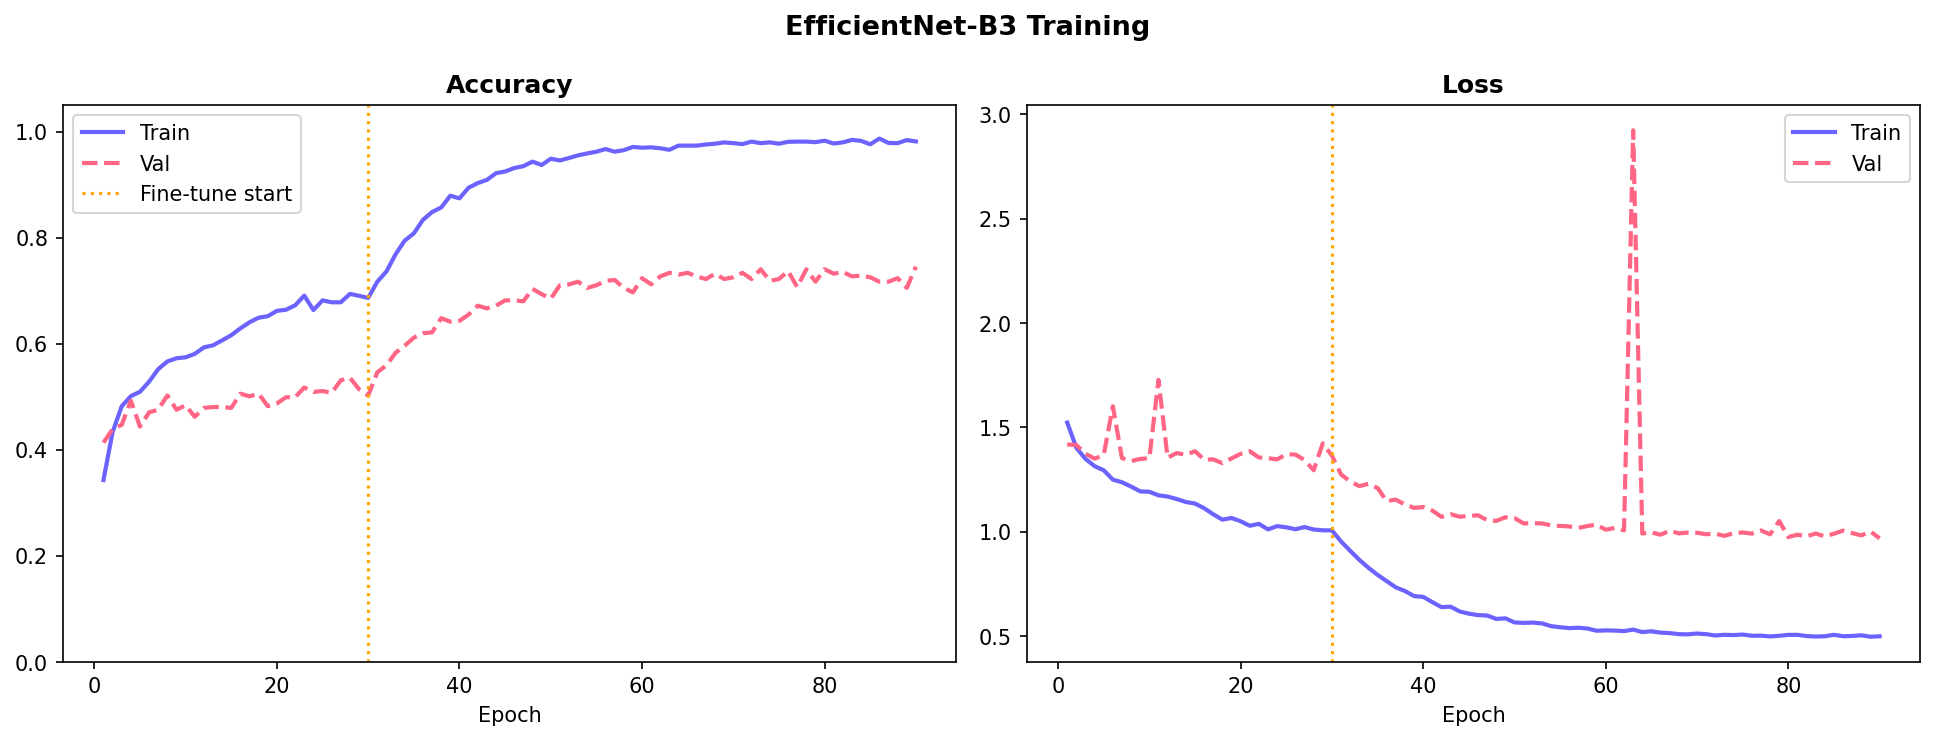 EfficientNet-B3 Training
Accuracy
1.0
0.8
0.6
0.4
0.2
0.0
Train
Val
Fine-tune start
0 20 40 60 80
Epoch
Loss
3.0
2.5
2.0
1.5
1.0
0.5
Train
Val
0 20 40 60 80
Epoch